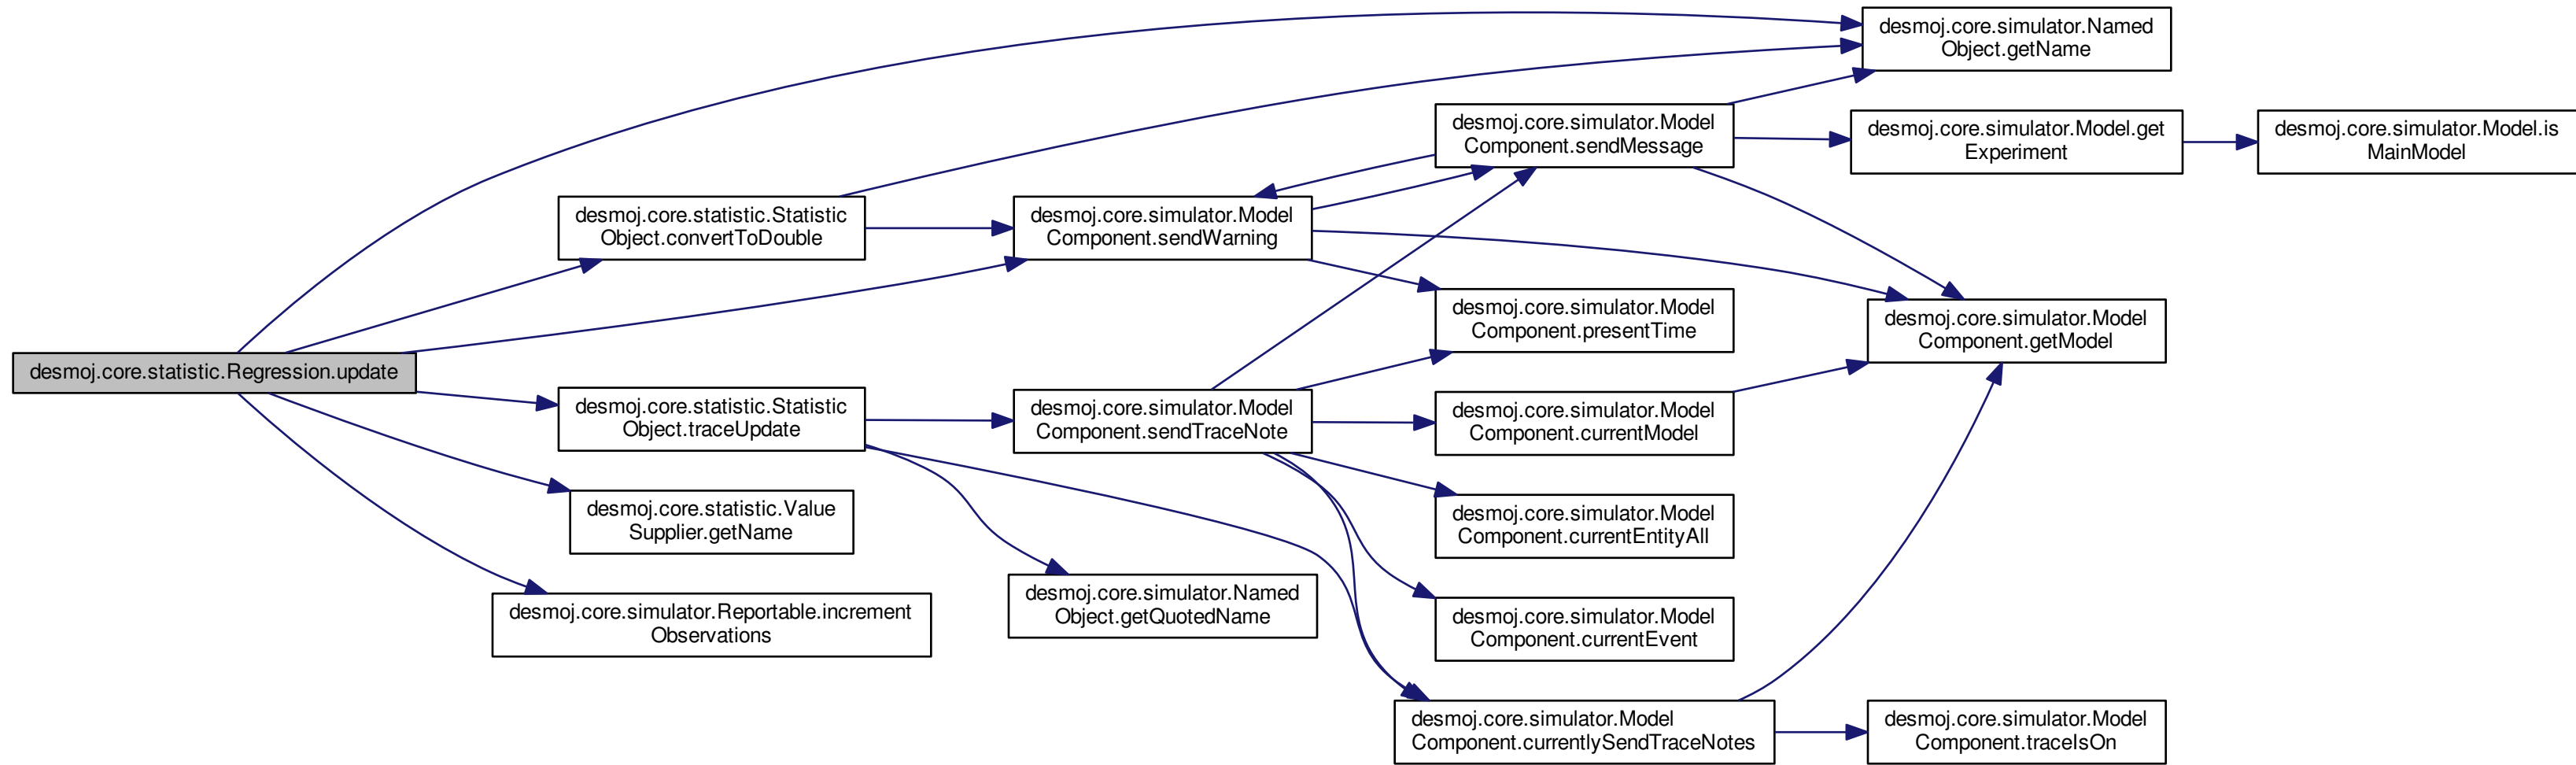 desmoj.core.statistic.Regression.update
desmoj.core.simulator.Named
Object.getName
desmoj.core.statistic.Statistic
Object.convertToDouble
desmoj.core.simulator.Model
Component.sendWarning
desmoj.core.simulator.Model
Component.sendMessage
desmoj.core.simulator.Model.get
Experiment
desmoj.core.simulator.Model.is
MainModel
desmoj.core.simulator.Model
Component.getModel
desmoj.core.simulator.Model
Component.presentTime
desmoj.core.statistic.Statistic
Object.traceUpdate
desmoj.core.simulator.Model
Component.sendTraceNote
desmoj.core.simulator.Model
Component.currentModel
desmoj.core.simulator.Model
Component.currentEntityAll
desmoj.core.simulator.Model
Component.currentEvent
desmoj.core.simulator.Model
Component.currentlySendTraceNotes
desmoj.core.simulator.Model
Component.traceIsOn
desmoj.core.simulator.Named
Object.getQuotedName
desmoj.core.statistic.Value
Supplier.getName
desmoj.core.simulator.Reportable.increment
Observations